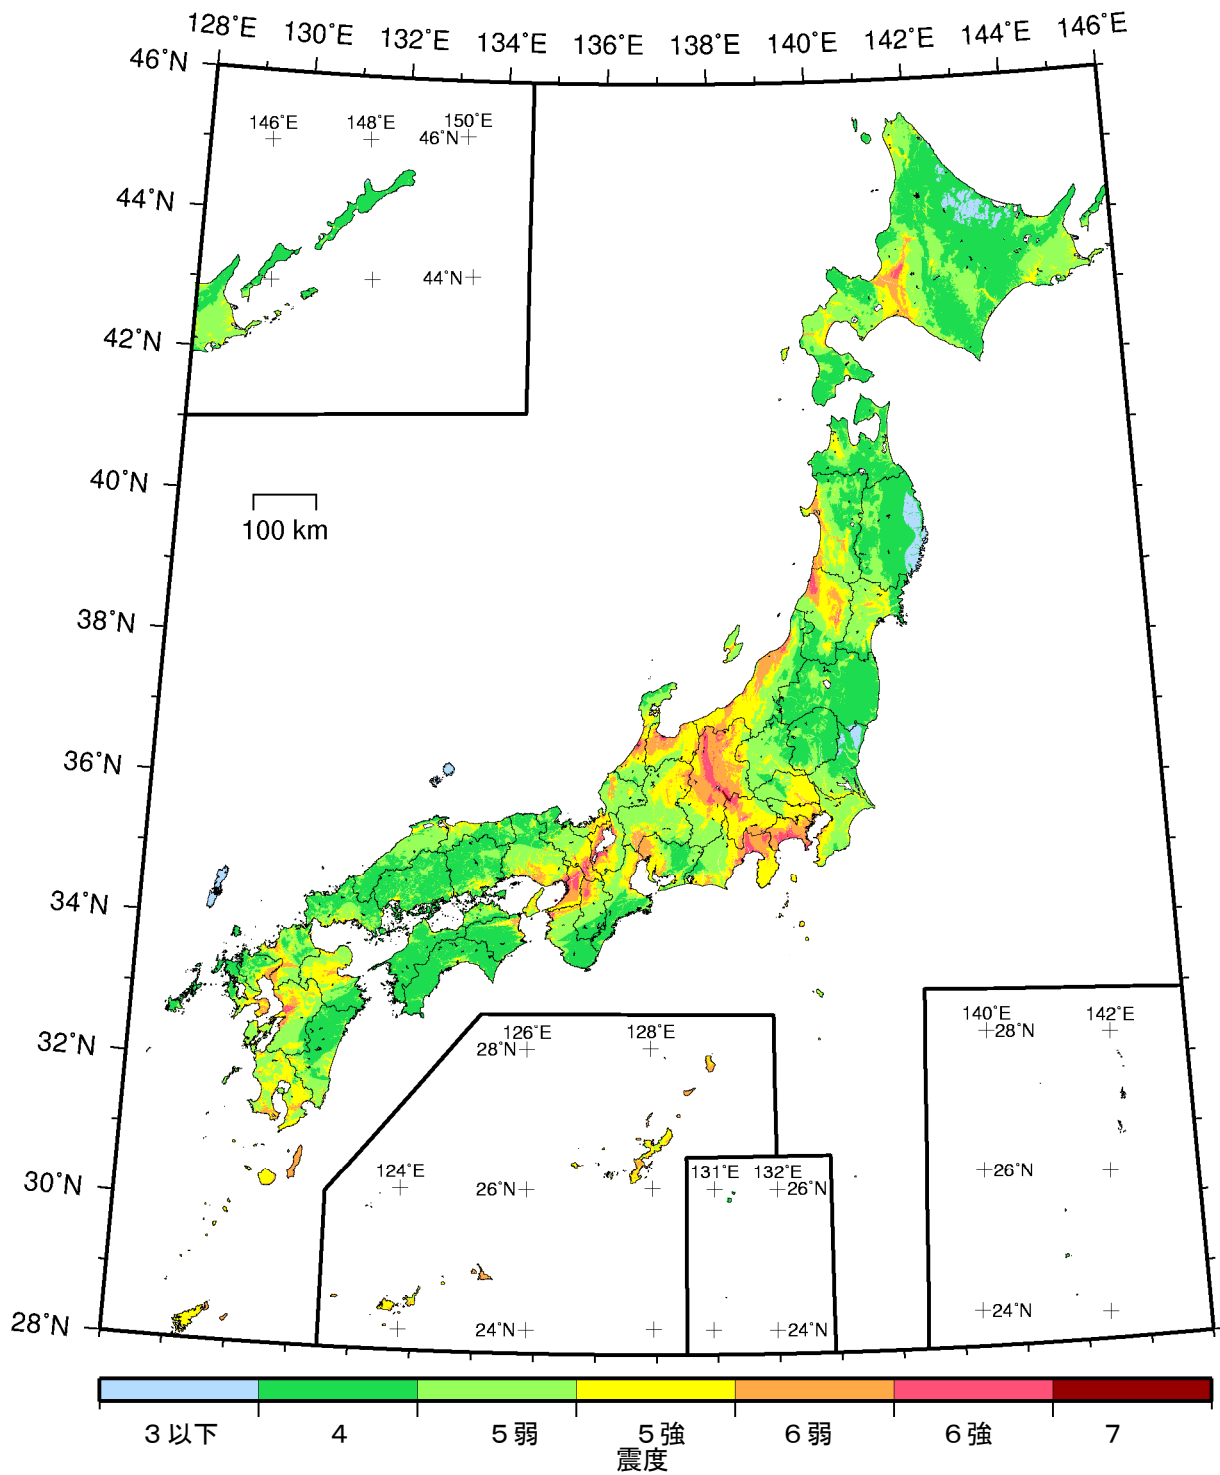 128˚E 130˚E 132˚E 134˚E 136˚E 138˚E 140˚E 142˚E 144˚E 146˚E
46˚N
146˚E 148˚E 150˚E
46˚N
44˚N
44˚N
42˚N
40˚N
100 km
38˚N
36˚N
34˚N
32˚N
126˚E 128˚E
28˚N
140˚E 142˚E
28˚N
30˚N
124˚E
26˚N
131˚E 132˚E
26˚N
26˚N
28˚N
24˚N
24˚N
24˚N
3以下 4 5弱 5強 6弱 6強 7
震度